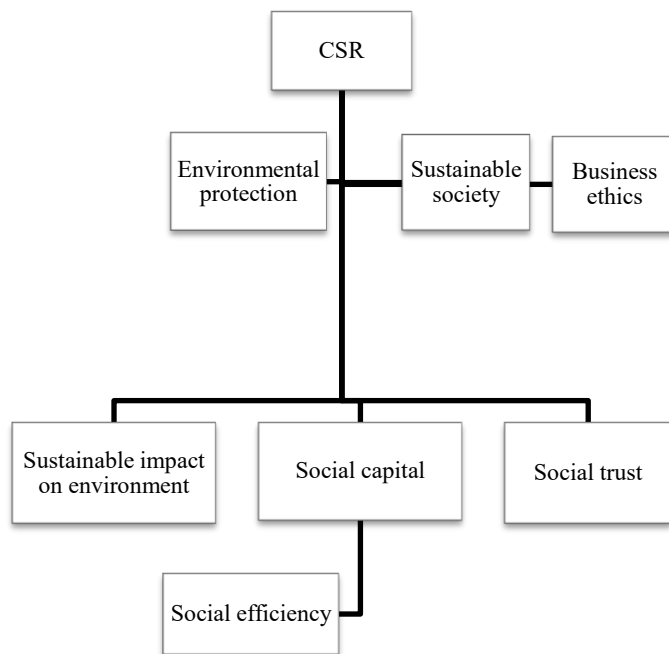 CSR
Environmental
protection
Sustainable
society
Business
ethics
Sustainable impact
on environment
Social capital
Social trust
Social efficiency